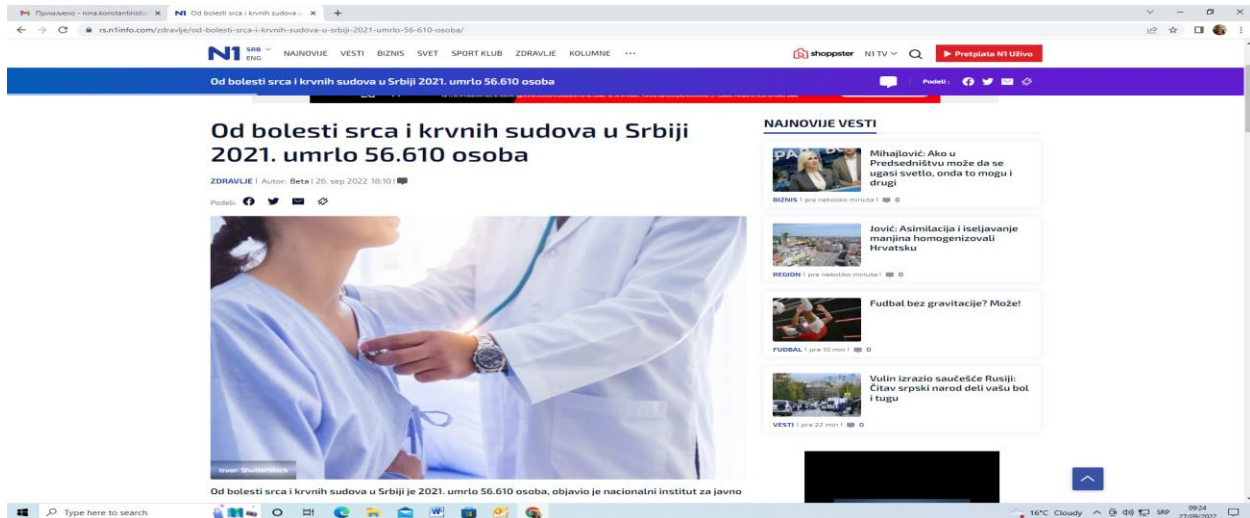 Примљено - nina.konstantinidi
N1 Od bolesti srca i krvnih sudova u
rs.n1info.com/zdravlje/od-bolesti-srca-i-krvnih-sudova-u-srbiji-2021-umrlo-56-610-osoba/
N1 SRB ENG NAJNOVIJE VESTI BIZNIS SVET SPORT KLUB ZDRAVLJE KOLUMNE ... shoppster N1 TV Pretplata N1 Uživo
Od bolesti srca i krvnih sudova u Srbiji 2021. umrlo 56.610 osoba Podeli:
Od bolesti srca i krvnih sudova u Srbiji
2021. umrlo 56.610 osoba
ZDRAVLJE | Autor: Beta | 26. sep 2022 18:10 |
Podeli:
Izvor: Shutterstock
Od bolesti srca i krvnih sudova u Srbiji je 2021. umrlo 56.610 osoba, objavio je nacionalni institut za javno
NAJNOVIJE VESTI
Mihajlović: Ako u
Predsedništvu može da se
ugasi svetlo, onda to mogu i
drugi
BIZNIS | pre nekoliko minuta | 0
Jović: Asimilacija i iseljavanje
manjina homogenizovali
Hrvatsku
REGION | pre nekoliko minuta | 0
Fudbal bez gravitacije? Može!
FUDBAL | pre 10 min | 0
Vulin izrazio saučešće Rusiji:
Čitav srpski narod deli vašu bol
i tugu
VESTI | pre 22 min | 0
Type here to search
16°C Cloudy SRP 09:24
27/09/2022